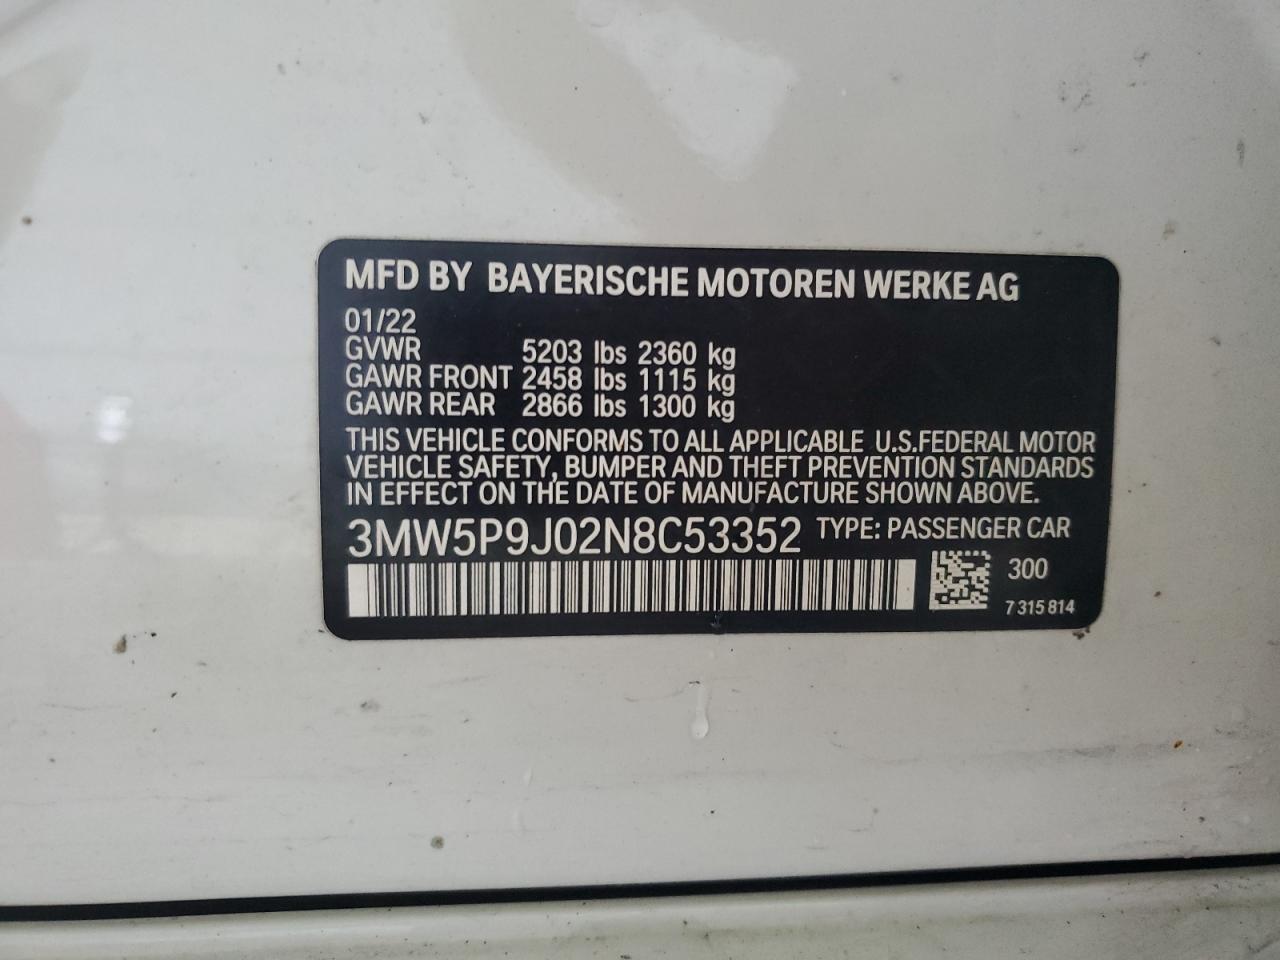 MFD BY BAYERISCHE MOTOREN WERKE AG
01/22
GVWR 5203 lbs 2360 kg
GAWR FRONT 2458 lbs 1115 kg
GAWR REAR 2866 lbs 1300 kg
THIS VEHICLE CONFORMS TO ALL APPLICABLE U.S.FEDERAL MOTOR
VEHICLE SAFETY, BUMPER AND THEFT PREVENTION STANDARDS
IN EFFECT ON THE DATE OF MANUFACTURE SHOWN ABOVE.
3MW5P9J02N8C53352 TYPE: PASSENGER CAR
300
7 315 814